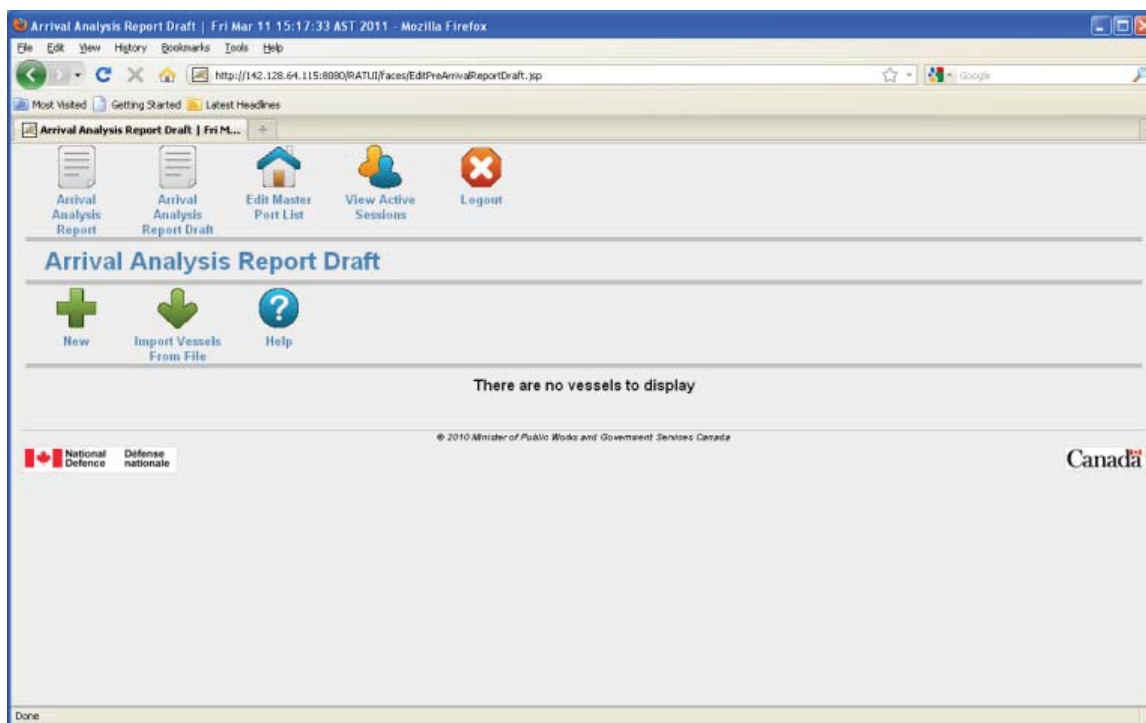 Arrival Analysis Report Draft | Fri Mar 11 15:17:33 AST 2011 - Mozilla Firefox
File Edit View History Bookmarks Tools Help
http://142.128.64.115:8080/RATUI/faces/EditPreArrivalReportDraft.jsp
Google
Most Visited Getting Started Latest Headlines
Arrival Analysis Report Draft | Fri M...
Arrival Analysis Report
Arrival Analysis Report Draft
Edit Master Port List
View Active Sessions
Logout
Arrival Analysis Report Draft
New
Import Vessels From File
Help
There are no vessels to display
© 2010 Minister of Public Works and Government Services Canada
National Defence
Défense nationale
Canada
Done